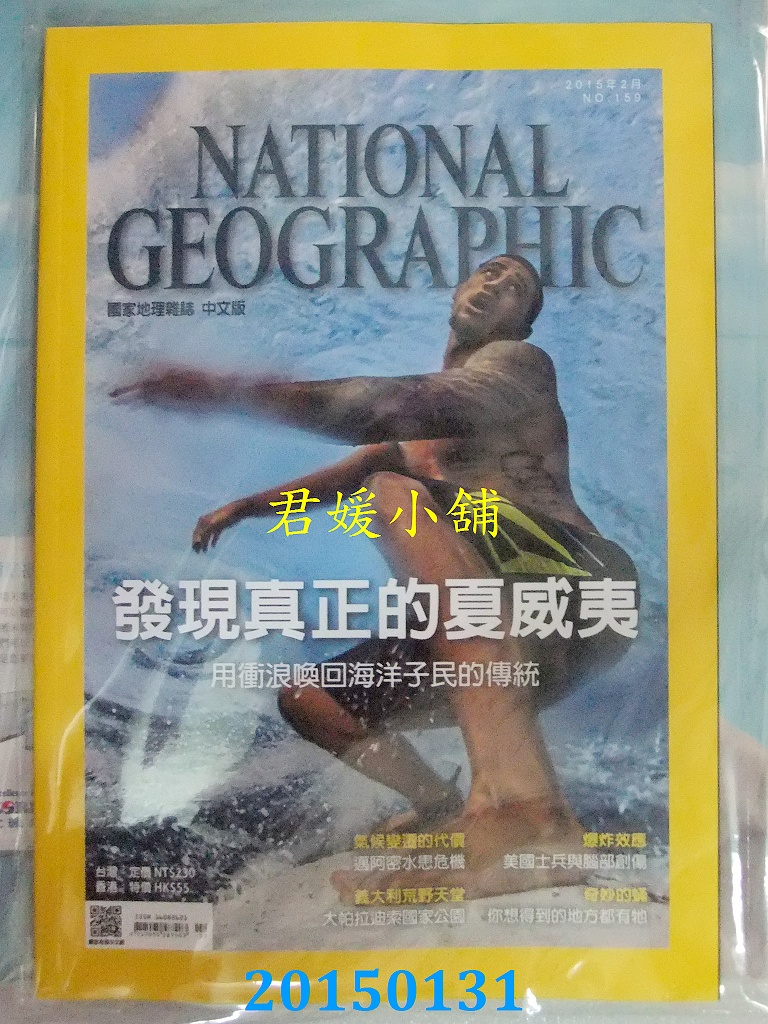 2015年2月
NO.159
NATIONAL
GEOGRAPHIC
國家地理雜誌 中文版
君媛小舖
發現真正的夏威夷
用衝浪喚回海洋子民的傳統
氣候變遷的代價
邁阿密水患危機
爆炸效應
美國士兵與腦部創傷
義大利荒野天堂
大帕拉迪索國家公園
奇妙的蟎
你想得到的地方都有牠
台灣 定價 NT$230
香港 特價 HK$55
20150131